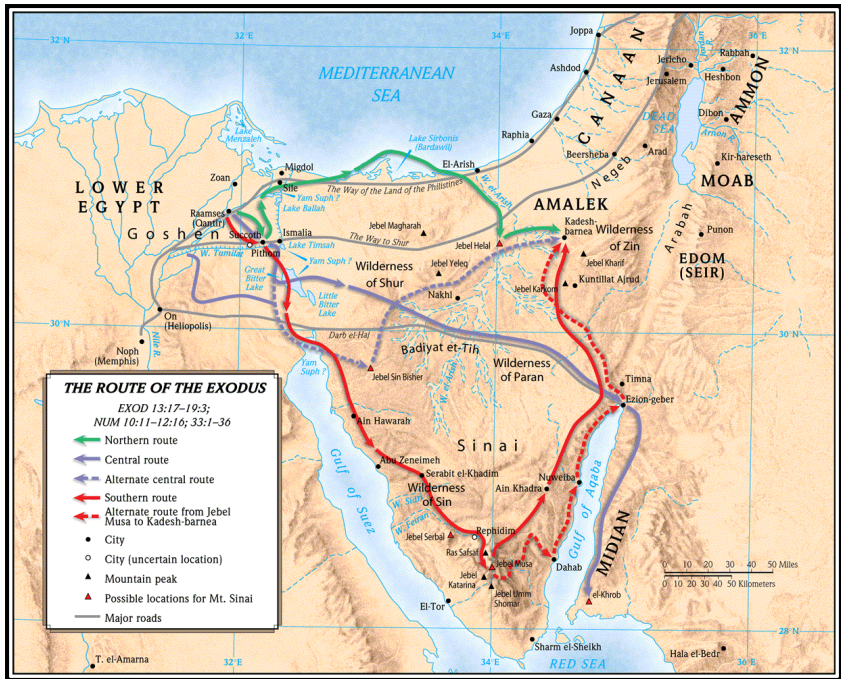 32 N
32 E
34 E
36 E
32 N
Joppa
Jordan R.
Rabbah
Jericho
AMMON
MEDITERRANEAN
SEA
Ashdod
Jerusalem
Heshbon
CANAAN
Gaza
DEAD
SEA
Dibon
Arnon R.
Lake
Menzaleh
Lake Sirbonis
(Bardawil)
Raphia
Beersheba
Arad
Kir-hareseth
Migdol
El-Arish
Negeb
MOAB
Zoan
Sile
The Way of the Land of the Philistines
W. el-Arish
LOWER
EGYPT
Yam Suph ?
Lake Ballah
AMALEK
Raamses
(Qantir)
Jebel Magharah
Kadesh-
barnea
Wilderness
of Zin
Arabah
Punon
Goshen
Succoth
Ismalia
The Way to Shur
Jebel Helal
Lake Timsah
W. Tumilat
Pithom
Yam Suph ?
Jebel Kharif
EDOM
(SEIR)
Great
Bitter
Lake
Wilderness
of Shur
Jebel Yeleq
Jebel Karkom
Kuntillat Ajrud
Little
Bitter
Lake
Nakhl
On
(Heliopolis)
30 N
30 N
Darb el-Haj
Badiyat et-Tih
Noph
(Memphis)
Nile R.
Yam
Suph ?
Jebel Sin Bisher
W. el-Arish
Wilderness
of Paran
Timna
Ezion-geber
THE ROUTE OF THE EXODUS
EXOD 13:17–19:3;
NUM 10:11–12:16; 33:1–36
Northern route
Central route
Alternate central route
Southern route
Alternate route from Jebel
Musa to Kadesh-barnea
City
City (uncertain location)
Mountain peak
Possible locations for Mt. Sinai
Major roads
Ain Hawarah
Sinai
Abu Zeneimeh
Serabit el-Khadim
Gulf of Suez
Wilderness
of Sin
Ain Khadra
Nuweiba
Gulf of Aqaba
W. Sidri
W. Feiran
Rephidim
Jebel Serbal
Ras Safsaf
Jebel Musa
MIDIAN
Dahab
Jebel
Katarina
Jebel Umm
Shomar
el-Khrob
El-Tor
0 10 20 30 40 50 Miles
0 10 20 30 40 50 Kilometers
28 N
Sharm el-Sheikh
Hala el-Bedr
T. el-Amarna
32 E
34 E
RED SEA
36 E